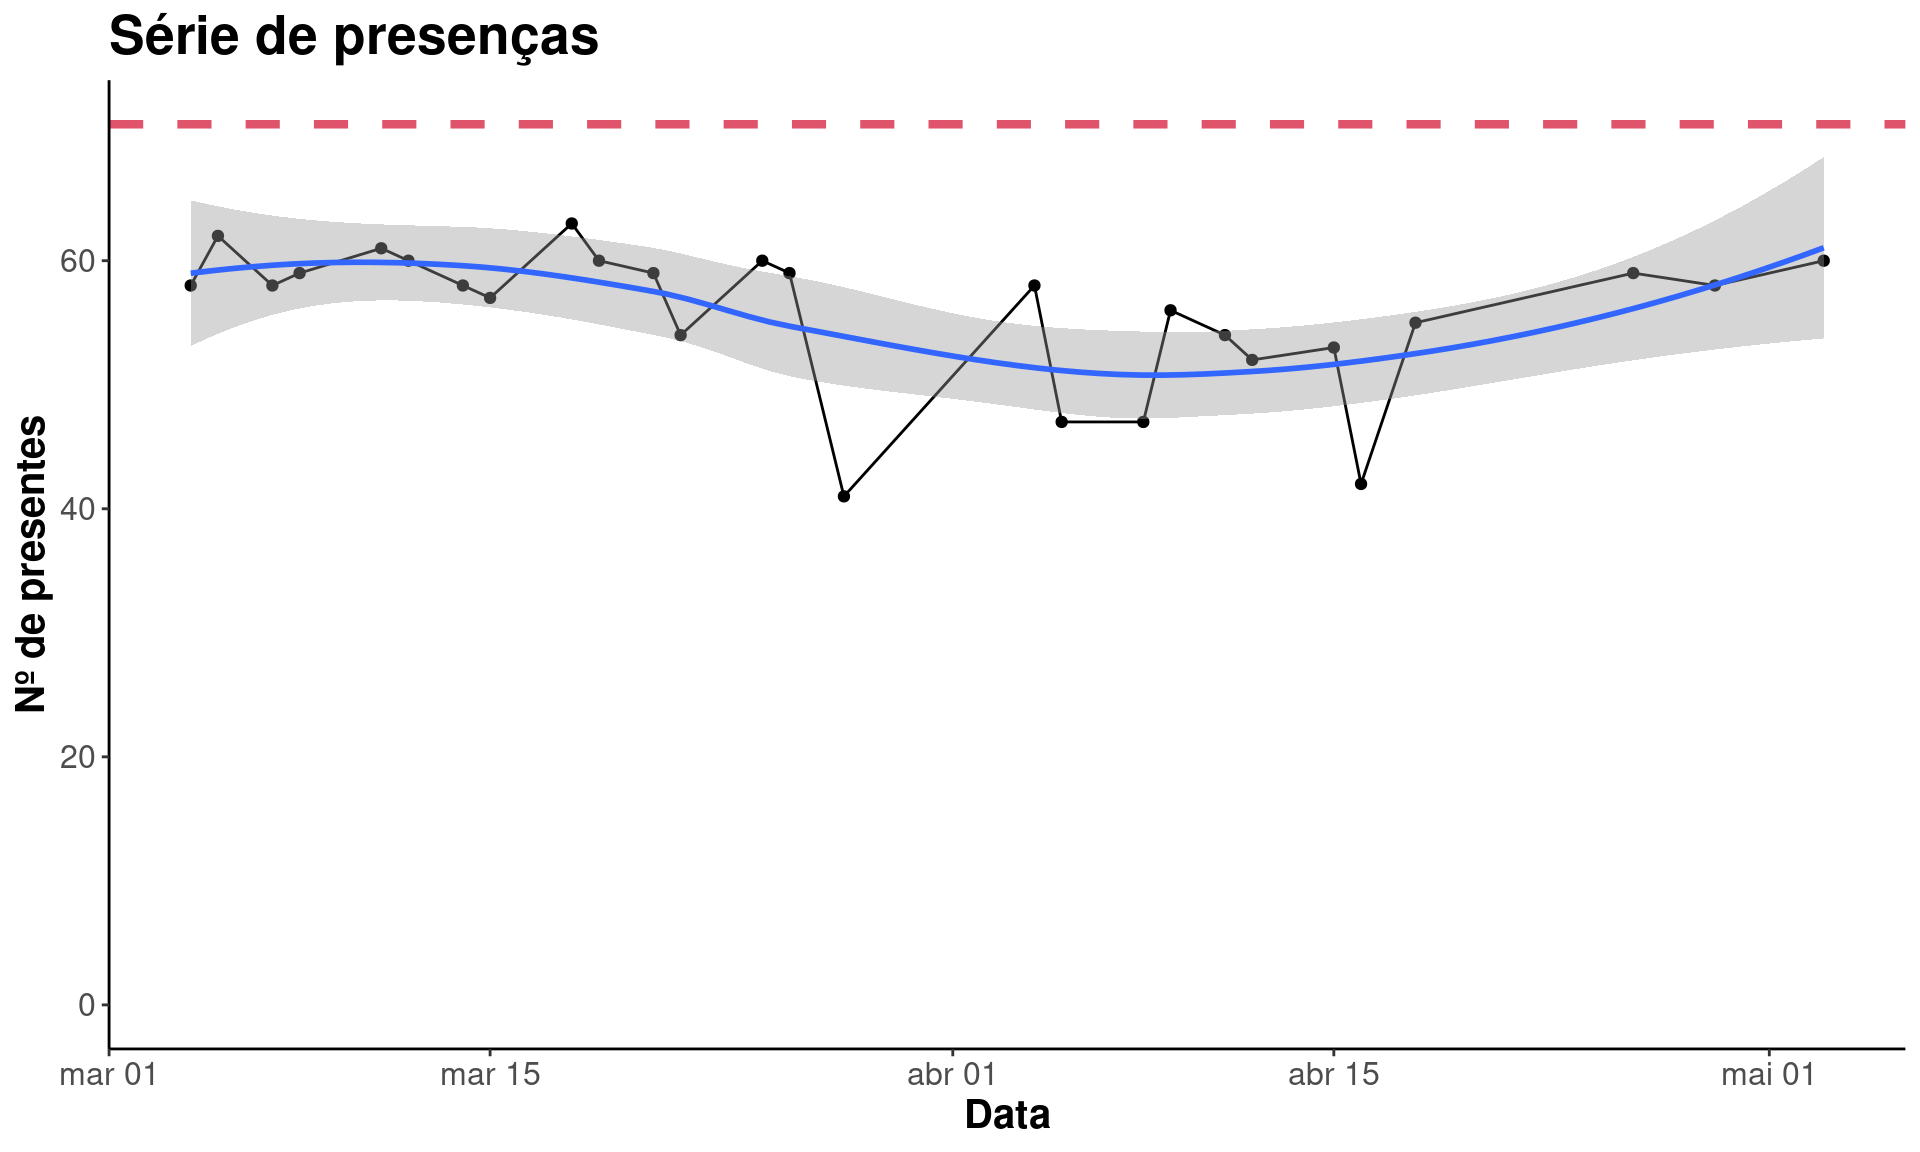 Série de presenças
Nº de presentes
60
40
20
0
mar 01
mar 15
abr 01
abr 15
mai 01
Data